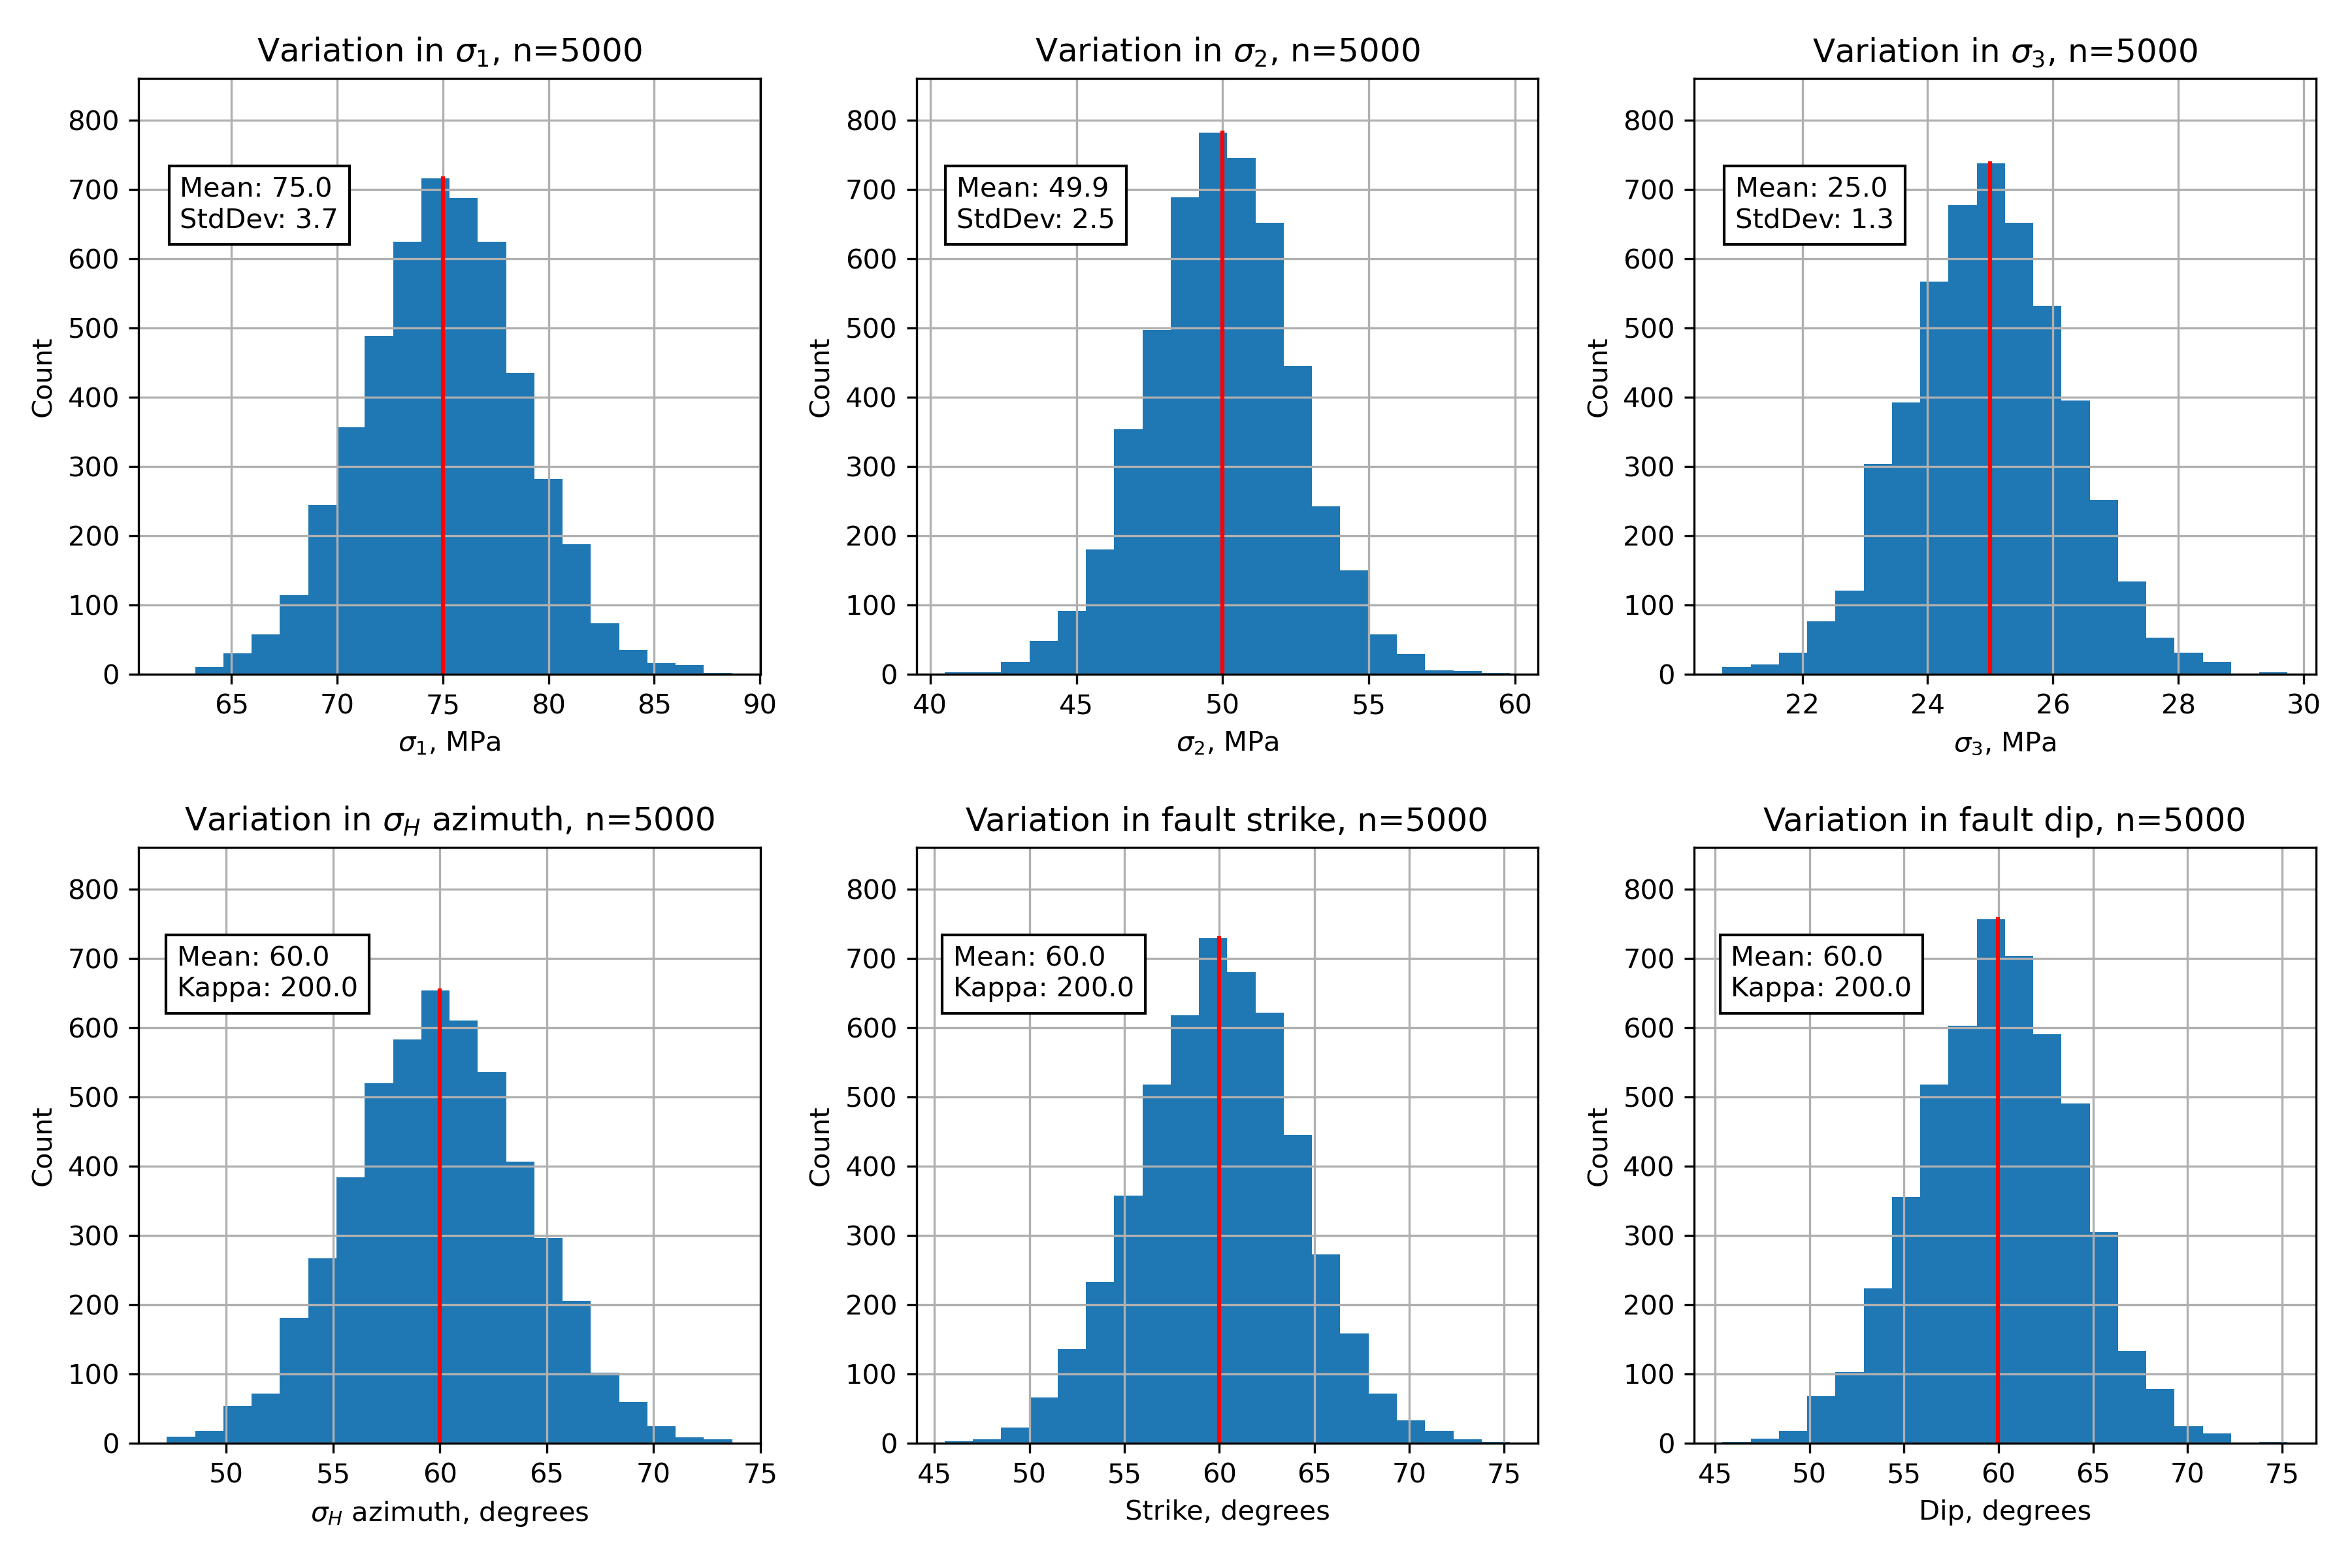 Variation in σ1, n=5000
800
700
600
500
400
300
200
100
0
Count
Mean: 75.0
StdDev: 3.7
65 70 75 80 85 90
σ1, MPa
Variation in σ2, n=5000
800
700
600
500
400
300
200
100
0
Count
Mean: 49.9
StdDev: 2.5
40 45 50 55 60
σ2, MPa
Variation in σ3, n=5000
800
700
600
500
400
300
200
100
0
Count
Mean: 25.0
StdDev: 1.3
22 24 26 28 30
σ3, MPa
Variation in σH azimuth, n=5000
800
700
600
500
400
300
200
100
0
Count
Mean: 60.0
Kappa: 200.0
50 55 60 65 70 75
σH azimuth, degrees
Variation in fault strike, n=5000
800
700
600
500
400
300
200
100
0
Count
Mean: 60.0
Kappa: 200.0
45 50 55 60 65 70 75
Strike, degrees
Variation in fault dip, n=5000
800
700
600
500
400
300
200
100
0
Count
Mean: 60.0
Kappa: 200.0
45 50 55 60 65 70 75
Dip, degrees